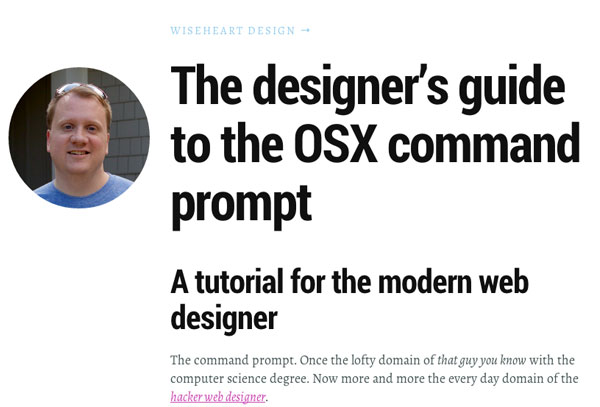 WISEHEART DESIGN →
The designer’s guide
to the OSX command
prompt
A tutorial for the modern web
designer
The command prompt. Once the lofty domain of that guy you know with the
computer science degree. Now more and more the every day domain of the
hacker web designer.